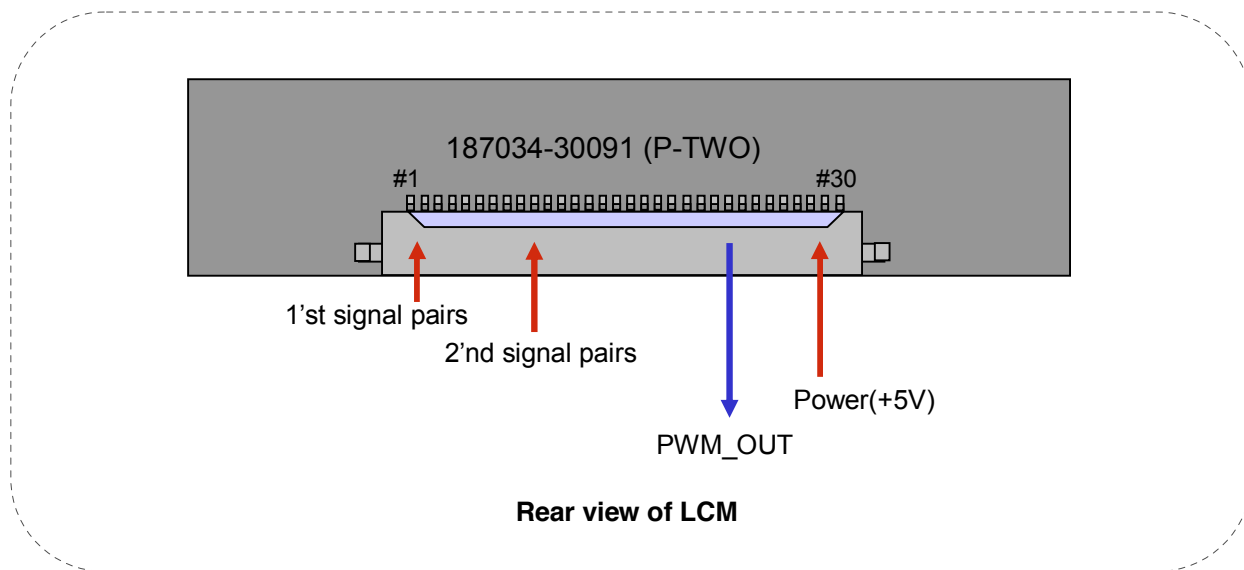 187034-30091 (P-TWO)
#1 #30
1’st signal pairs
2’nd signal pairs
Power(+5V)
PWM_OUT
Rear view of LCM